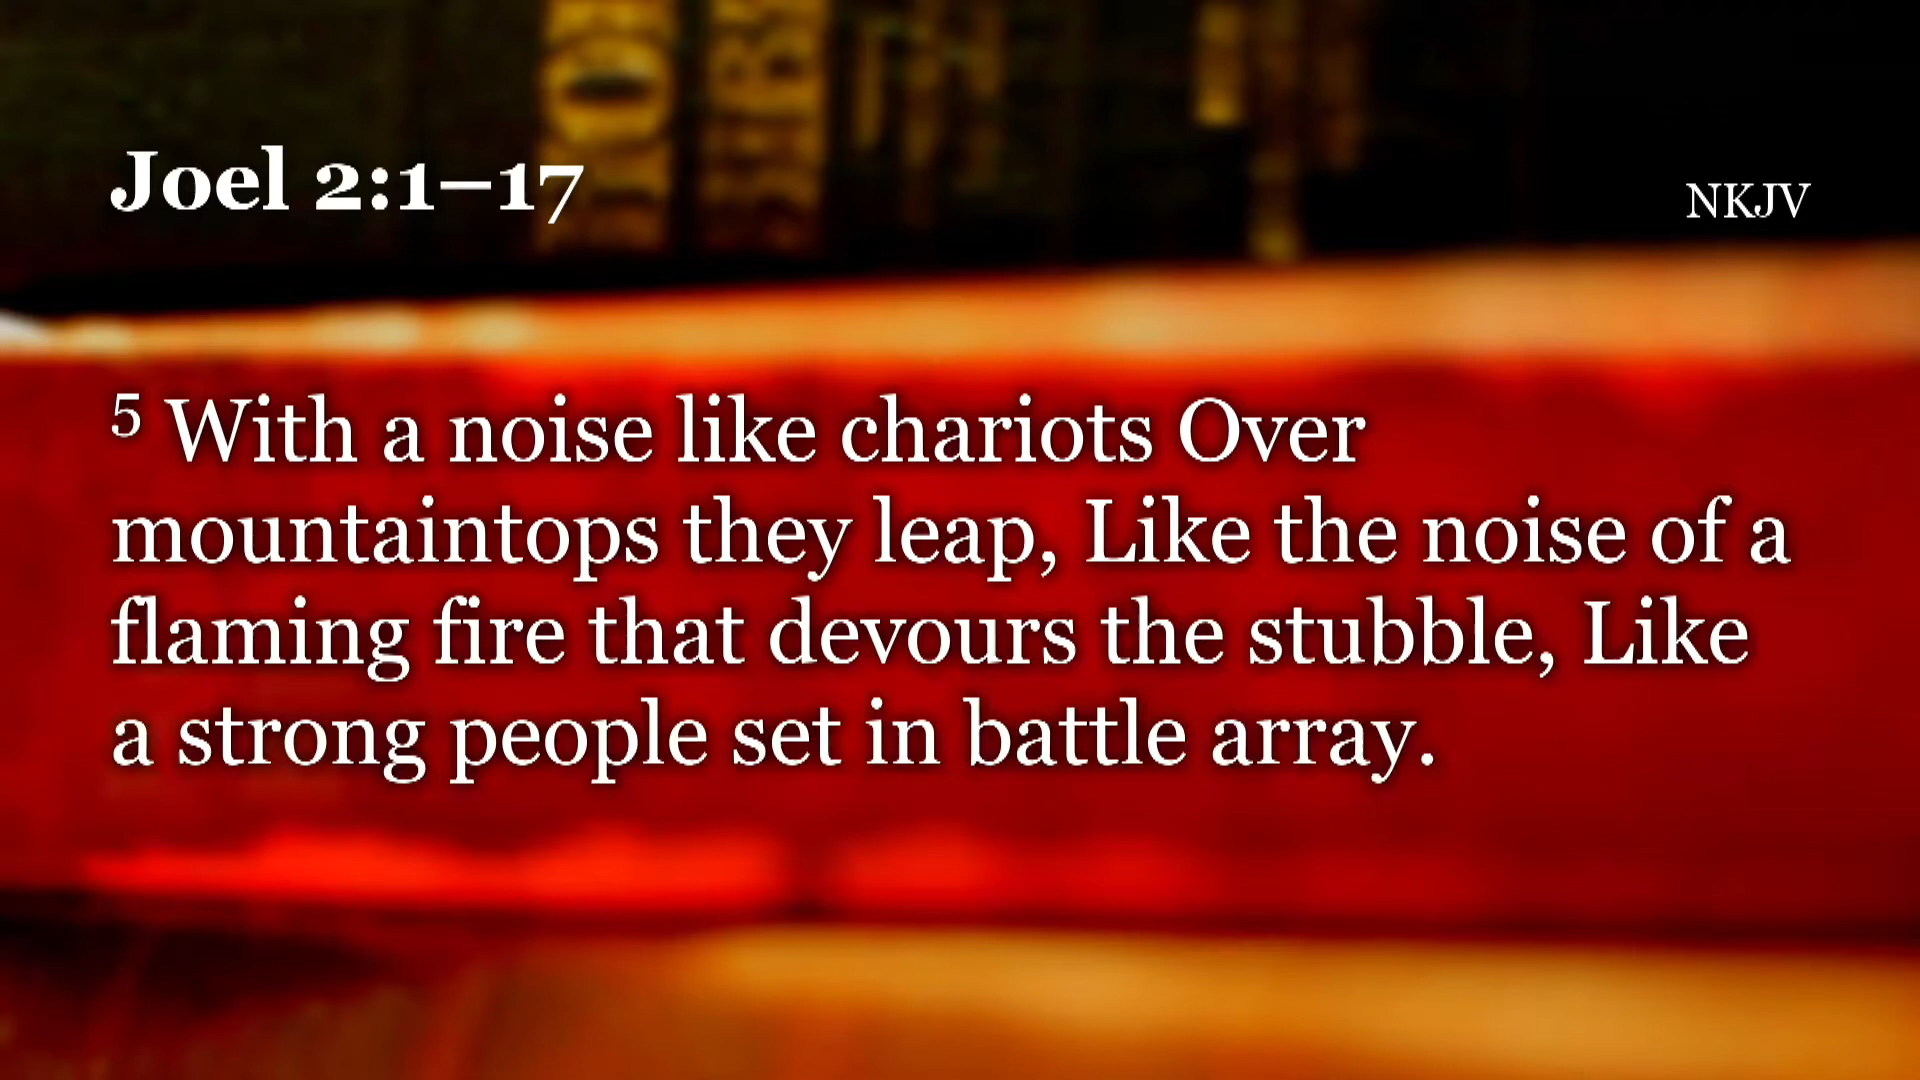 Joel 2:1–17
NKJV
5 With a noise like chariots Over
mountaintops they leap, Like the noise of a
flaming fire that devours the stubble, Like
a strong people set in battle array.